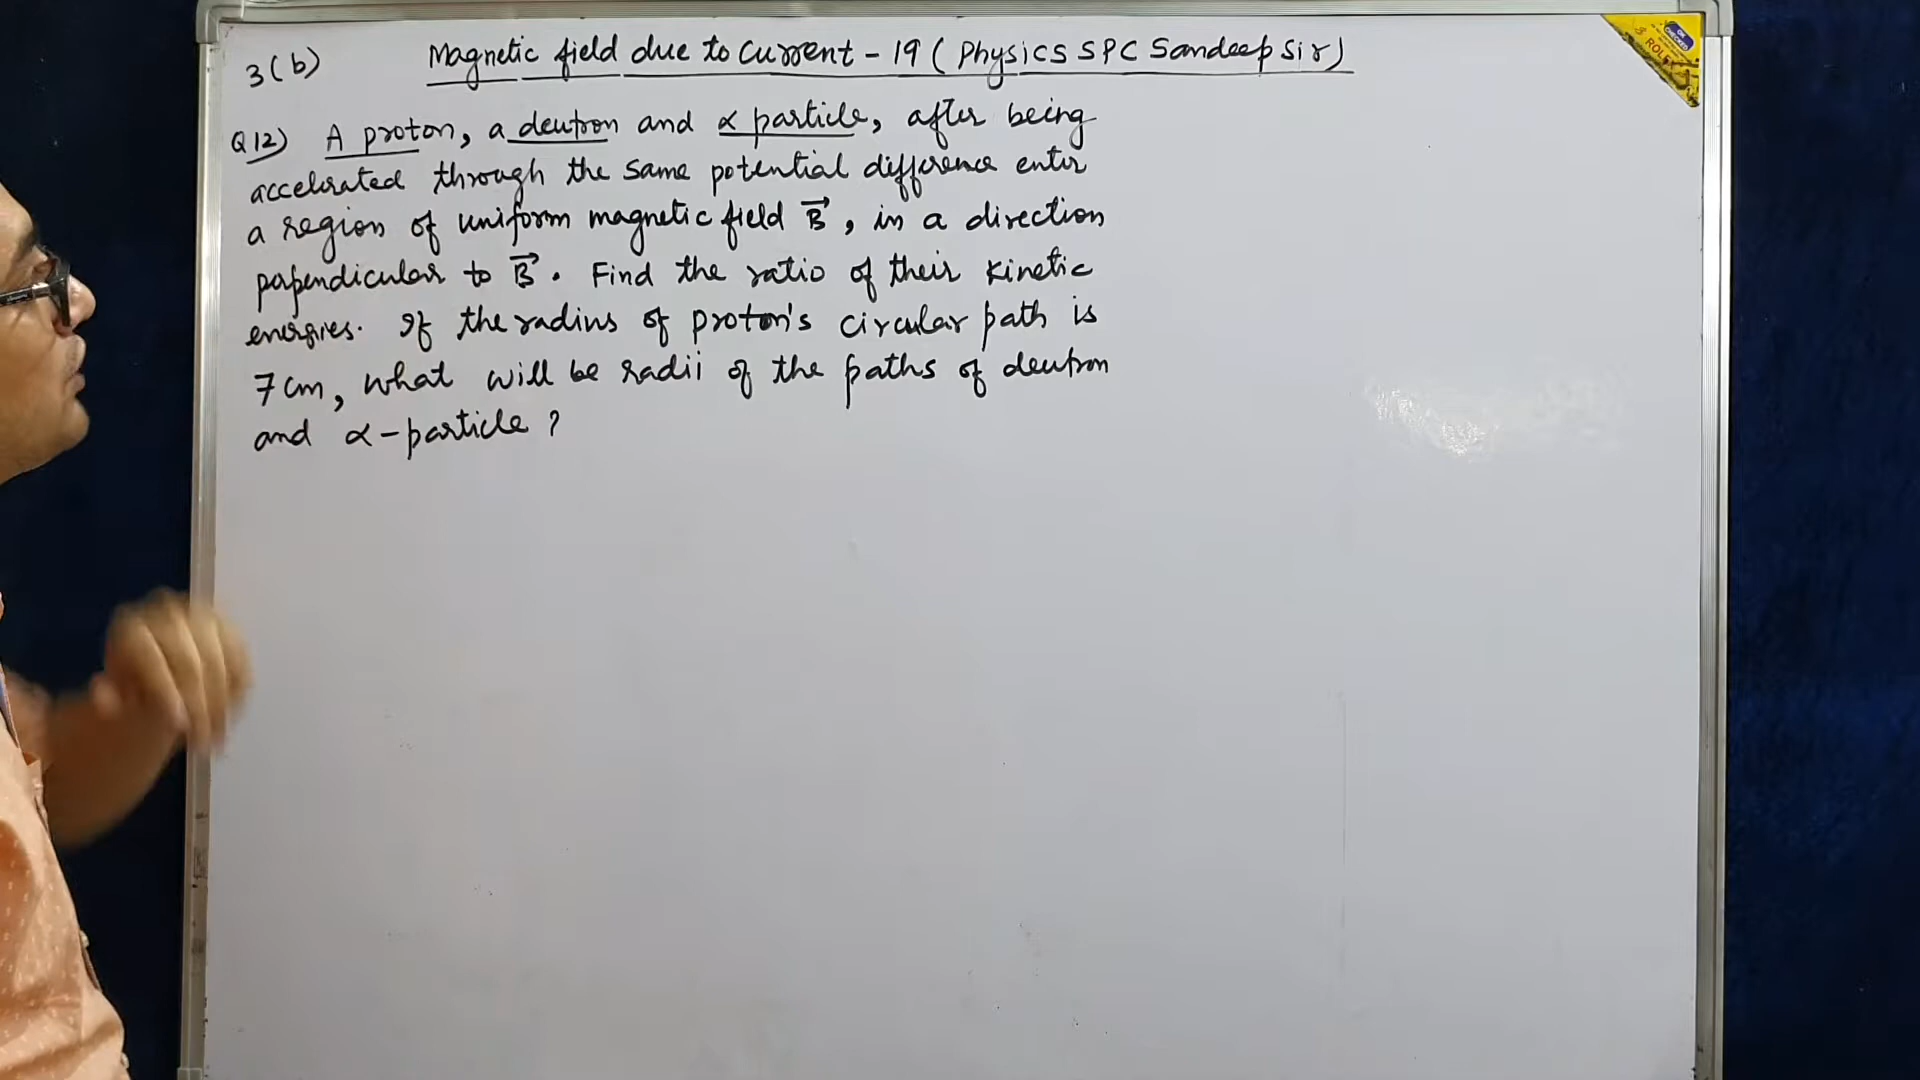 3(b) Magnetic field due to Current - 19 (Physics SPC Sandeep Sir)
Q12) A proton, a deutron and α particle, after being
accelerated through the same potential difference enter
a region of uniform magnetic field B⃗, in a direction
perpendicular to B⃗. Find the ratio of their kinetic
energies. If the radius of proton's circular path is
7cm, what will be radii of the paths of deutron
and α-particle?